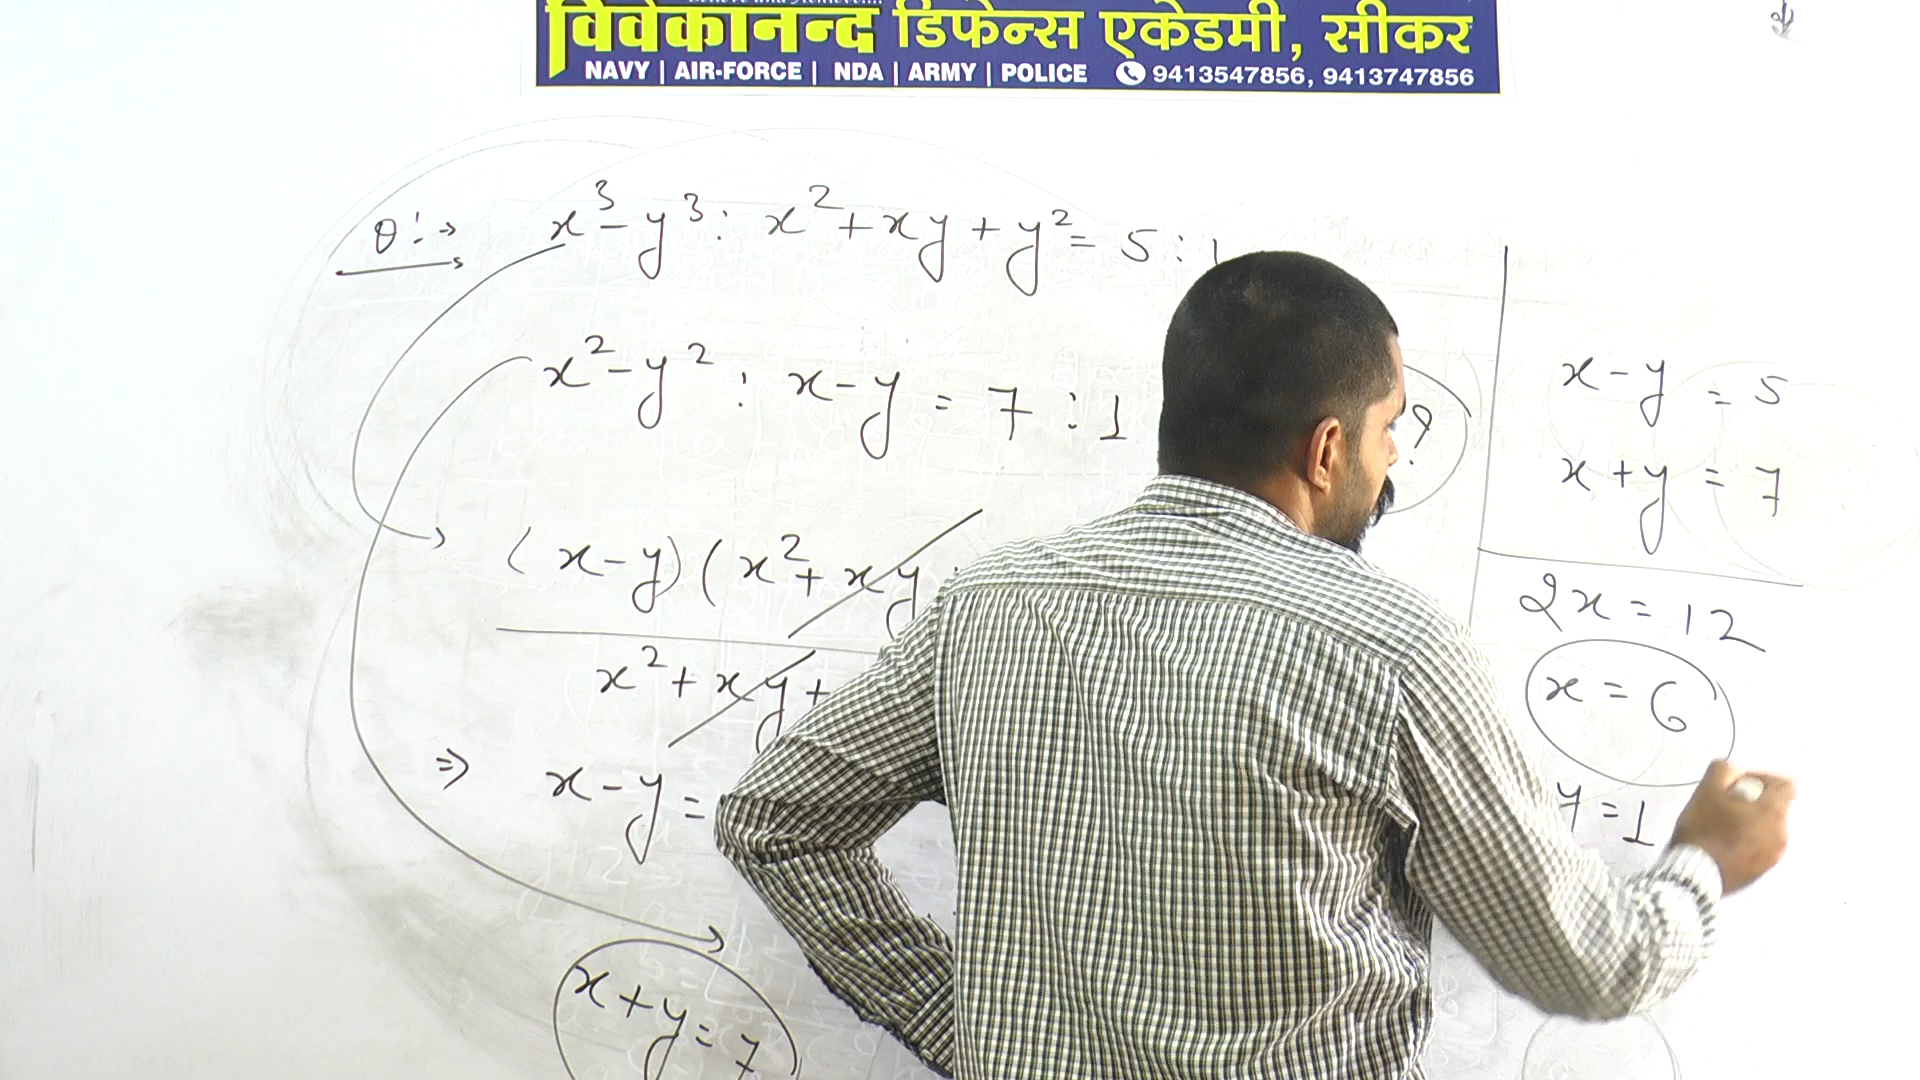 विवेकानन्द डिफेन्स एकेडमी, सीकर
NAVY | AIR-FORCE | NDA | ARMY | POLICE 9413547856, 9413747856
Q:→ x³-y³ : x²+xy+y² = 5 : 1
x²-y² : x-y = 7 : 1
?
(x-y)(x²+xy
x²+xy+
⇒ x-y =
x+y = 7
x-y = 5
x+y = 7
2x = 12
x = 6
y = 1